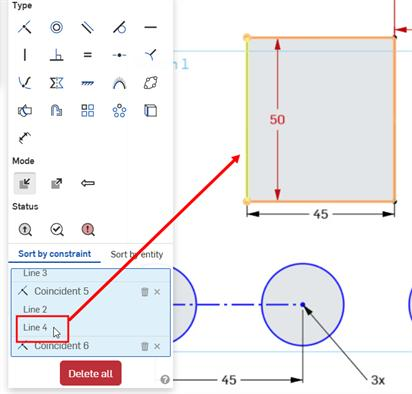 Type
Mode
Status
Sort by constraint
Sort by entity
Line 3
Coincident 5
Line 2
Line 4
Coincident 6
Delete all
50
45
45
3x